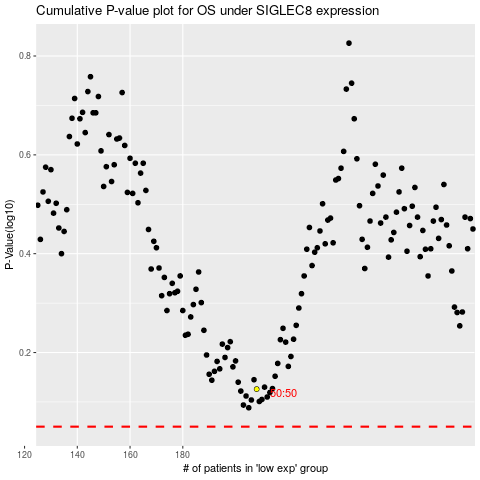 Cumulative P-value plot for OS under SIGLEC8 expression
P-Value(log10)
0.8
0.6
0.4
0.2
50:50
120 140 160 180
# of patients in 'low exp' group